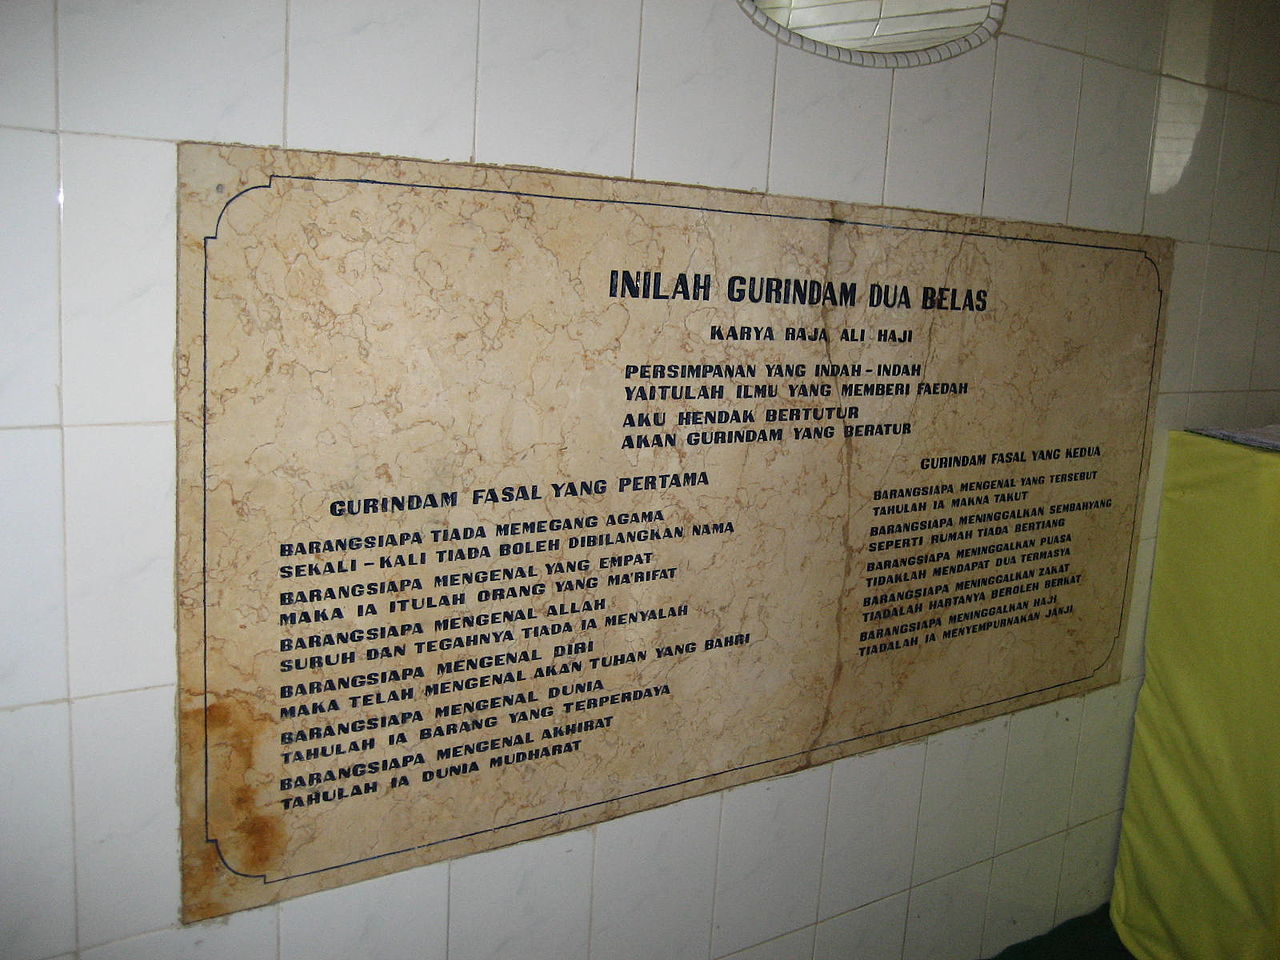 INILAH GURINDAM DUA BELAS
KARYA RAJA ALI HAJI
PERSIMPANAN YANG INDAH-INDAH
YAITULAH ILMU YANG MEMBERI FAEDAH
AKU HENDAK BERTUTUR
AKAN GURINDAM YANG BERATUR
GURINDAM FASAL YANG PERTAMA
BARANGSIAPA TIADA MEMEGANG AGAMA
SEKALI-KALI TIADA BOLEH DIBILANGKAN NAMA
BARANGSIAPA MENGENAL YANG EMPAT
MAKA IA ITULAH ORANG YANG MA'RIFAT
BARANGSIAPA MENGENAL ALLAH
SURUH DAN TEGAHNYA TIADA IA MENYALAH
BARANGSIAPA MENGENAL DIRI
MAKA TELAH MENGENAL AKAN TUHAN YANG BAHRI
BARANGSIAPA MENGENAL DUNIA
TAHULAH IA BARANG YANG TERPERDAYA
BARANGSIAPA MENGENAL AKHIRAT
TAHULAH IA DUNIA MUDHARAT
GURINDAM FASAL YANG KEDUA
BARANGSIAPA MENGENAL YANG TERSEBUT
TAHULAH IA MAKNA TAKUT
BARANGSIAPA MENINGGALKAN SEMBAHYANG
SEPERTI RUMAH TIADA BERTIANG
BARANGSIAPA MENINGGALKAN PUASA
TIDAKLAH MENDAPAT DUA TERMASYA
BARANGSIAPA MENINGGALKAN ZAKAT
TIADALAH HARTANYA BEROLEH BERKAT
BARANGSIAPA MENINGGALKAN HAJI
TIADALAH IA MENYEMPURNAKAN JANJI